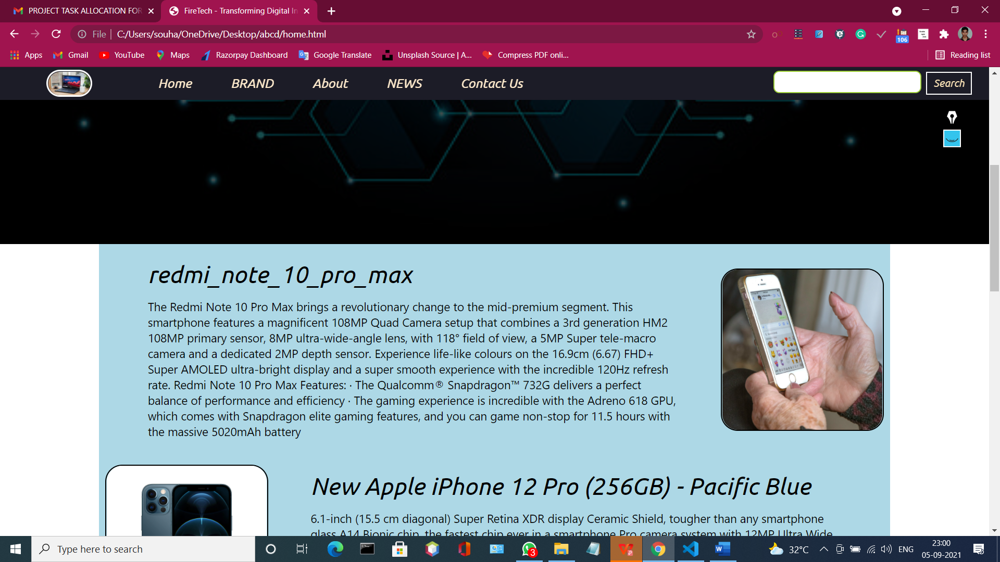 PROJECT TASK ALLOCATION FOR
FireTech - Transforming Digital In
File
C:/Users/souha/OneDrive/Desktop/abcd/home.html
106
Apps
Gmail
YouTube
Maps
Razorpay Dashboard
Google Translate
Unsplash Source | A...
Compress PDF onli...
Reading list
Home
BRAND
About
NEWS
Contact Us
Search
redmi_note_10_pro_max
The Redmi Note 10 Pro Max brings a revolutionary change to the mid-premium segment. This
smartphone features a magnificent 108MP Quad Camera setup that combines a 3rd generation HM2
108MP primary sensor, 8MP ultra-wide-angle lens, with 118° field of view, a 5MP Super tele-macro
camera and a dedicated 2MP depth sensor. Experience life-like colours on the 16.9cm (6.67) FHD+
Super AMOLED ultra-bright display and a super smooth experience with the incredible 120Hz refresh
rate. Redmi Note 10 Pro Max Features: · The Qualcomm® Snapdragon™ 732G delivers a perfect
balance of performance and efficiency · The gaming experience is incredible with the Adreno 618 GPU,
which comes with Snapdragon elite gaming features, and you can game non-stop for 11.5 hours with
the massive 5020mAh battery
New Apple iPhone 12 Pro (256GB) - Pacific Blue
6.1-inch (15.5 cm diagonal) Super Retina XDR display Ceramic Shield, tougher than any smartphone
glass A14 Bionic chip, the fastest chip ever in a smartphone Pro camera system with 12MP Ultra Wide
Type here to search
3
32°C
ENG
23:00
05-09-2021